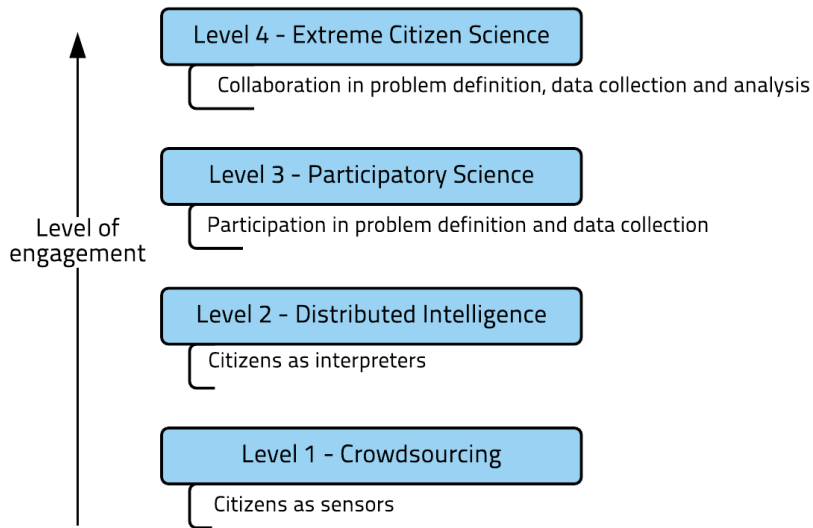 Level 4 - Extreme Citizen Science
Collaboration in problem definition, data collection and analysis
Level 3 - Participatory Science
Participation in problem definition and data collection
Level of
engagement
Level 2 - Distributed Intelligence
Citizens as interpreters
Level 1 - Crowdsourcing
Citizens as sensors